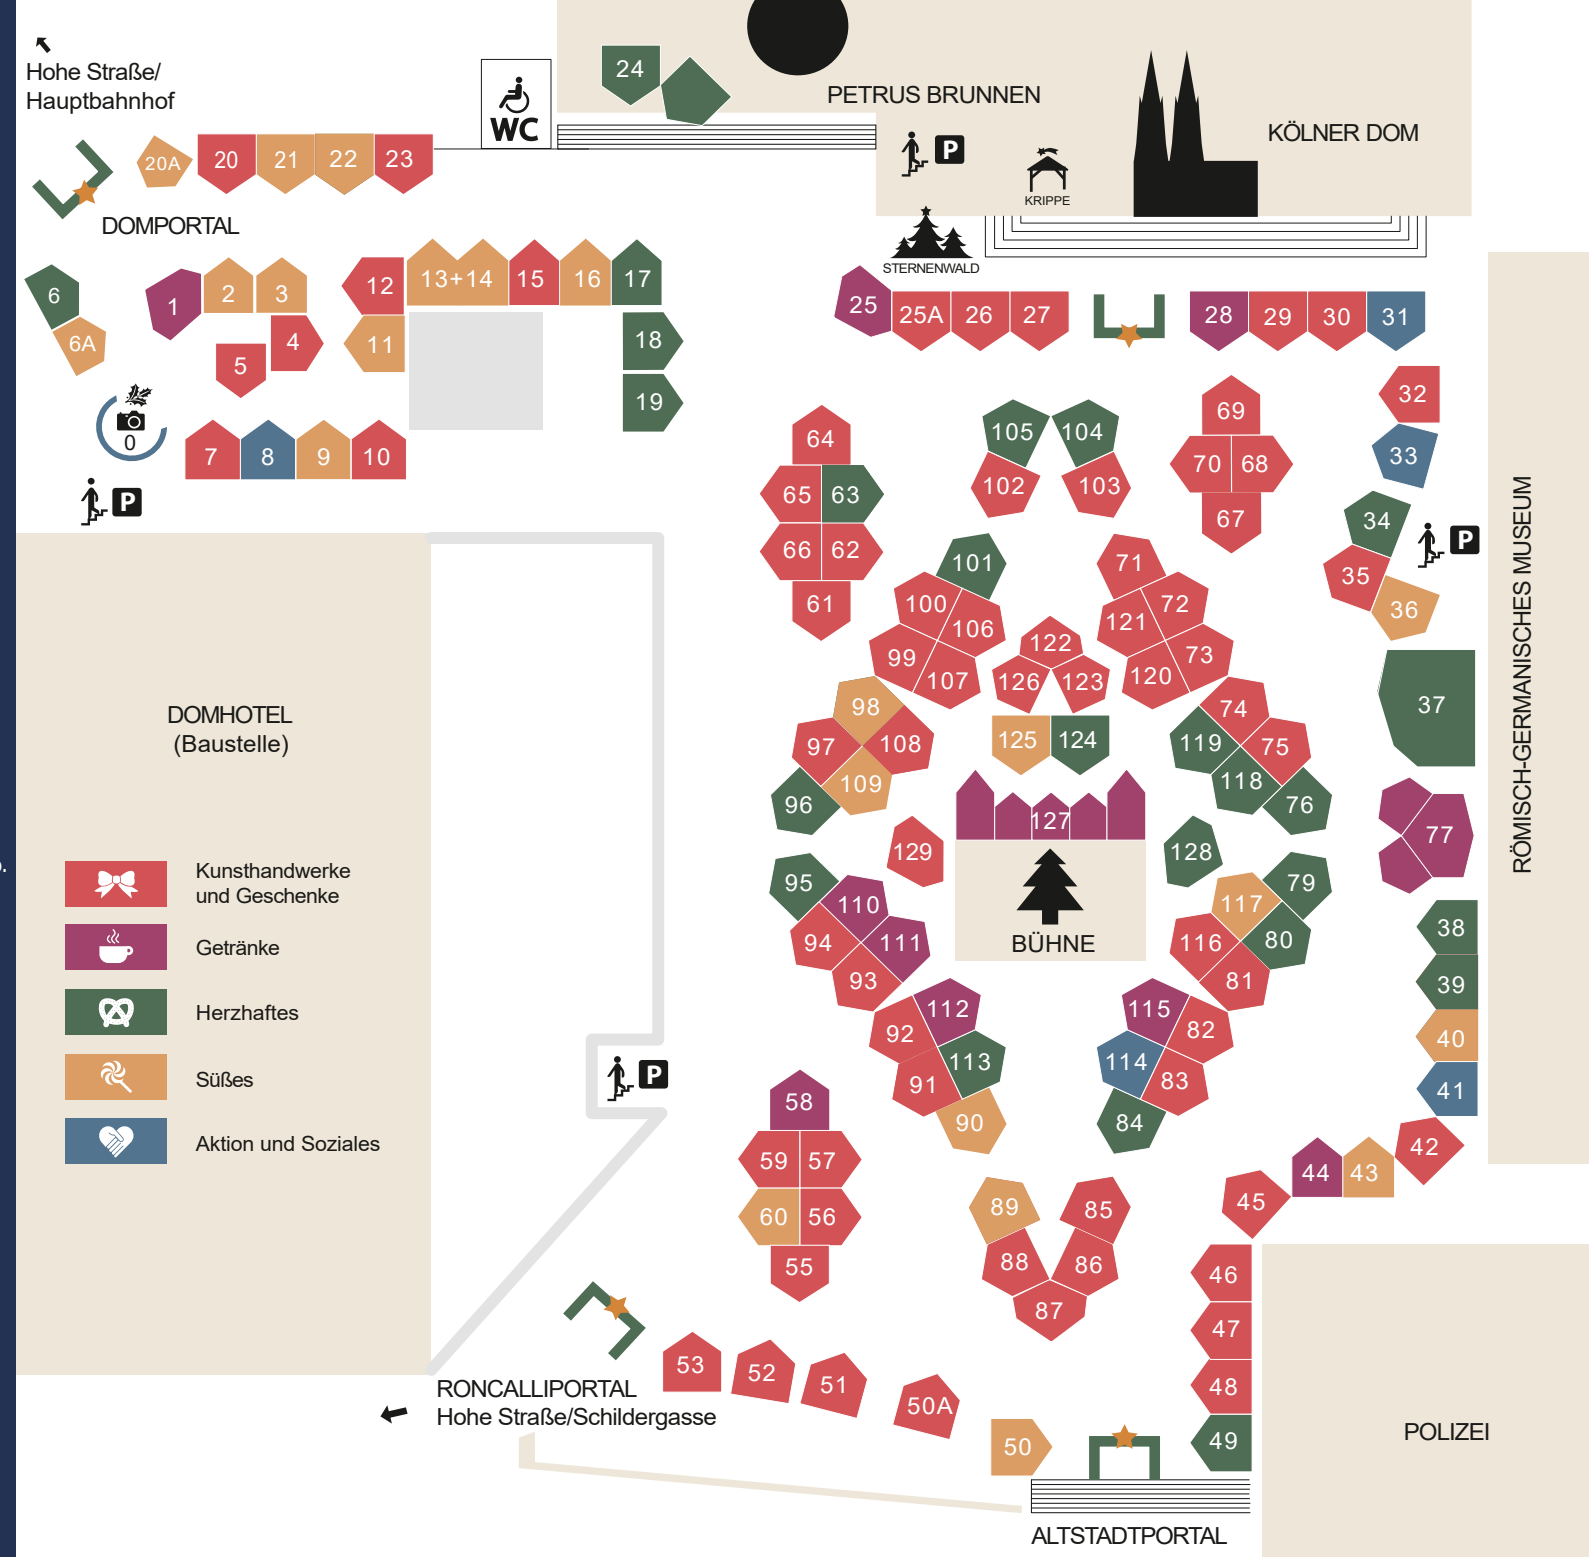 Hohe Straße/
Hauptbahnhof
WC
24
PETRUS BRUNNEN
P
KRIPPE
KÖLNER DOM
STERNENWALD
20A 20 21 22 23
DOMPORTAL
6 6A
1 2 3 4 5
12 13+14 15 16 17
11 18
19
0
7 8 9 10
P
25 25A 26 27
28 29 30 31
32
33
34
35
36
P
37
77
38
39
40
41
42
43
44
45
RÖMISCH-GERMANISCHES MUSEUM
64
65 63
66 62
61
105 104
102 103
69
70 68
67
101
100 106
99 107
71
121 72
120 73
122
126 123
125 124
98
97 108
109
96
74
119 75
118
76
127
129
128
BÜHNE
95
110
94 111
93
79
117
116 80
81
92 112
91 113
90
115 82
114 83
84
58
59 57
60 56
55
89 85
88 86
87
46
47
48
49
53 52 51 50A 50
DOMHOTEL
(Baustelle)
Kunsthandwerke
und Geschenke
Getränke
Herzhaftes
Süßes
Aktion und Soziales
P
RONCALLIPORTAL
Hohe Straße/Schildergasse
POLIZEI
ALTSTADTPORTAL